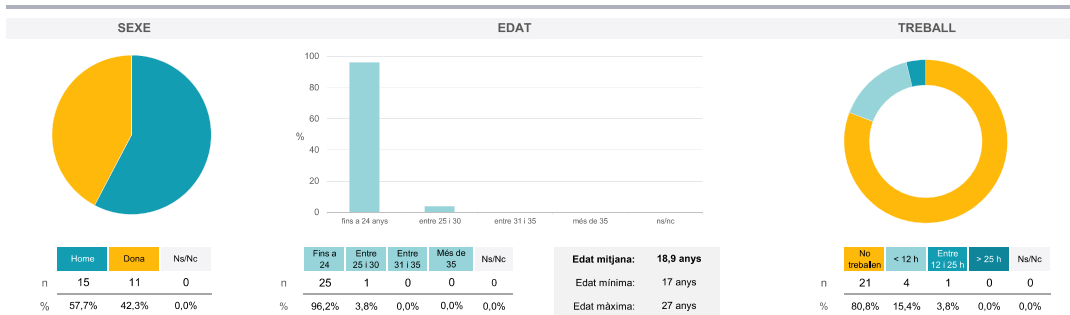 SEXE
EDAT
TREBALL
100
80
60
%
40
20
0
fins a 24 anys entre 25 i 30 entre 31 i 35 més de 35 ns/nc
Home Dona Ns/Nc
n 15 11 0
% 57,7% 42,3% 0,0%
Fins a 24 Entre 25 i 30 Entre 31 i 35 Més de 35 Ns/Nc
n 25 1 0 0 0
% 96,2% 3,8% 0,0% 0,0% 0,0%
Edat mitjana: 18,9 anys
Edat mínima: 17 anys
Edat màxima: 27 anys
No treballen < 12 h Entre 12 i 25 h > 25 h Ns/Nc
n 21 4 1 0 0
% 80,8% 15,4% 3,8% 0,0% 0,0%